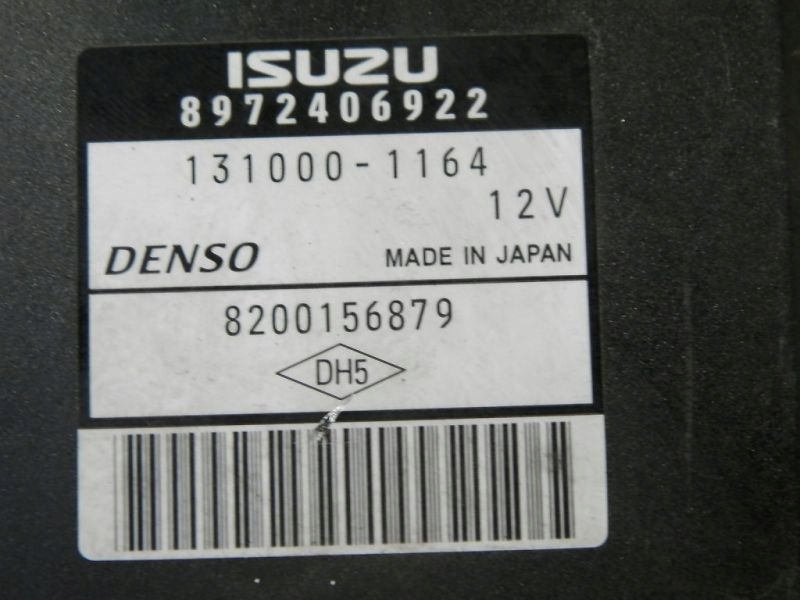 ISUZU
8972406922
131000-1164
12V
DENSO MADE IN JAPAN
8200156879
DH5